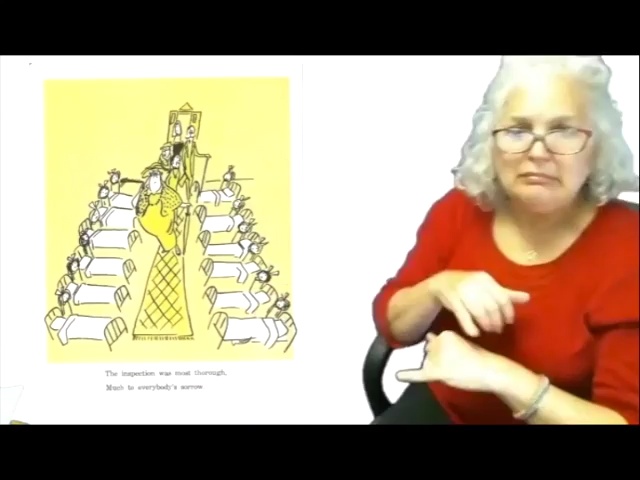 The inspection was most thorough,
Much to everybody's sorrow